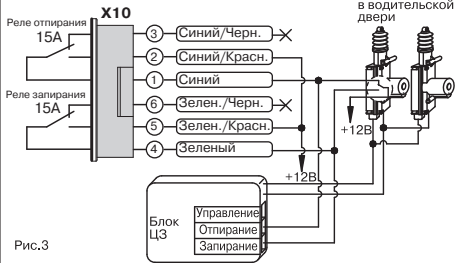 в водительской
двери
Реле отпирания
15А
X10
3 Синий/Черн.
2 Синий/Красн.
1 Синий
Реле запирания
15А
6 Зелен./Черн.
5 Зелен./Красн.
4 Зеленый
+12В
+12В
Блок
ЦЗ
Управление
Отпирание
Запирание
Рис.3